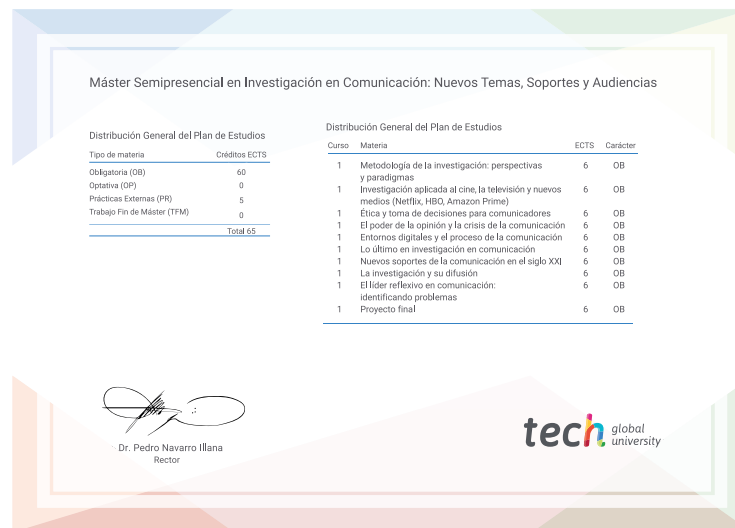 Máster Semipresencial en Investigación en Comunicación: Nuevos Temas, Soportes y Audiencias
Distribución General del Plan de Estudios
Tipo de materia Créditos ECTS
Obligatoria (OB) 60
Optativa (OP) 0
Prácticas Externas (PR) 5
Trabajo Fin de Máster (TFM) 0
Total 65
Distribución General del Plan de Estudios
Curso Materia ECTS Carácter
1 Metodología de la investigación: perspectivas 6 OB
y paradigmas
1 Investigación aplicada al cine, la televisión y nuevos 6 OB
medios (Netflix, HBO, Amazon Prime)
1 Ética y toma de decisiones para comunicadores 6 OB
1 El poder de la opinión y la crisis de la comunicación 6 OB
1 Entornos digitales y el proceso de la comunicación 6 OB
1 Lo último en investigación en comunicación 6 OB
1 Nuevos soportes de la comunicación en el siglo XXI 6 OB
1 La investigación y su difusión 6 OB
1 El líder reflexivo en comunicación: 6 OB
identificando problemas
1 Proyecto final 6 OB
Dr. Pedro Navarro Illana
Rector
tech global
university